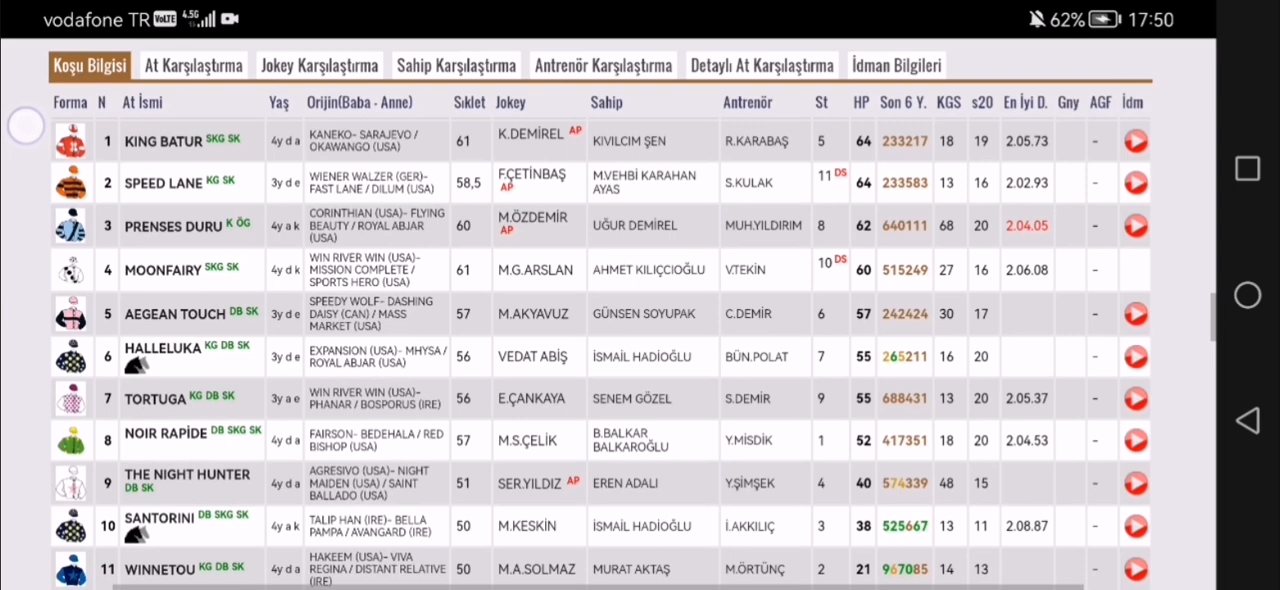 vodafone TR VoLTE 4.5G 62% 17:50
Koşu Bilgisi At Karşılaştırma Jokey Karşılaştırma Sahip Karşılaştırma Antrenör Karşılaştırma Detaylı At Karşılaştırma İdman Bilgileri
Forma N At İsmi Yaş Orijin(Baba - Anne) Sıklet Jokey Sahip Antrenör St HP Son 6 Y. KGS s20 En İyi D. Gny AGF İdm
1 KING BATUR SKG SK 4y d a KANEKO- SARAJEVO / OKAWANGO (USA) 61 K.DEMİREL AP KIVILCIM ŞEN R.KARABAŞ 5 64 233217 18 19 2.05.73 -
2 SPEED LANE KG SK 3y d e WIENER WALZER (GER)- FAST LANE / DILUM (USA) 58,5 F.ÇETİNBAŞ AP M.VEHBİ KARAHAN AYAS S.KULAK 11 DS 64 233583 13 16 2.02.93 -
3 PRENSES DURU K ÖG 4y a k CORINTHIAN (USA)- FLYING BEAUTY / ROYAL ABJAR (USA) 60 M.ÖZDEMİR AP UĞUR DEMİREL MUH.YILDIRIM 8 62 640111 68 20 2.04.05 -
4 MOONFAIRY SKG SK 4y d k WIN RIVER WIN (USA)- MISSION COMPLETE / SPORTS HERO (USA) 61 M.G.ARSLAN AHMET KILIÇCIOĞLU V.TEKİN 10 DS 60 515249 27 16 2.06.08 -
5 AEGEAN TOUCH DB SK 3y d e SPEEDY WOLF- DASHING DAISY (CAN) / MASS MARKET (USA) 57 M.AKYAVUZ GÜNSEN SOYUPAK C.DEMİR 6 57 242424 30 17 -
6 HALLELUKA KG DB SK 3y d e EXPANSION (USA)- MHYSA / ROYAL ABJAR (USA) 56 VEDAT ABİŞ İSMAİL HADİOĞLU BÜN.POLAT 7 55 265211 16 20 -
7 TORTUGA KG DB SK 3y a e WIN RIVER WIN (USA)- PHANAR / BOSPORUS (IRE) 56 E.ÇANKAYA SENEM GÖZEL S.DEMİR 9 55 688431 13 20 2.05.37 -
8 NOIR RAPİDE DB SKG SK 4y d a FAIRSON- BEDEHALA / RED BISHOP (USA) 57 M.S.ÇELİK B.BALKAR BALKAROĞLU Y.MİSDİK 1 52 417351 18 20 2.04.53 -
9 THE NIGHT HUNTER DB SK 4y d a AGRESIVO (USA)- NIGHT MAIDEN (USA) / SAINT BALLADO (USA) 51 SER.YILDIZ AP EREN ADALI Y.ŞİMŞEK 4 40 574339 48 15 -
10 SANTORINI DB SKG SK 4y a k TALIP HAN (IRE)- BELLA PAMPA / AVANGARD (IRE) 50 M.KESKİN İSMAİL HADİOĞLU İ.AKKILIÇ 3 38 525667 13 11 2.08.87 -
11 WINNETOU KG DB SK 4y d a HAKEEM (USA)- VIVA REGINA / DISTANT RELATIVE (IRE) 50 M.A.SOLMAZ MURAT AKTAŞ M.ÖRTÜNÇ 2 21 967085 14 13 -